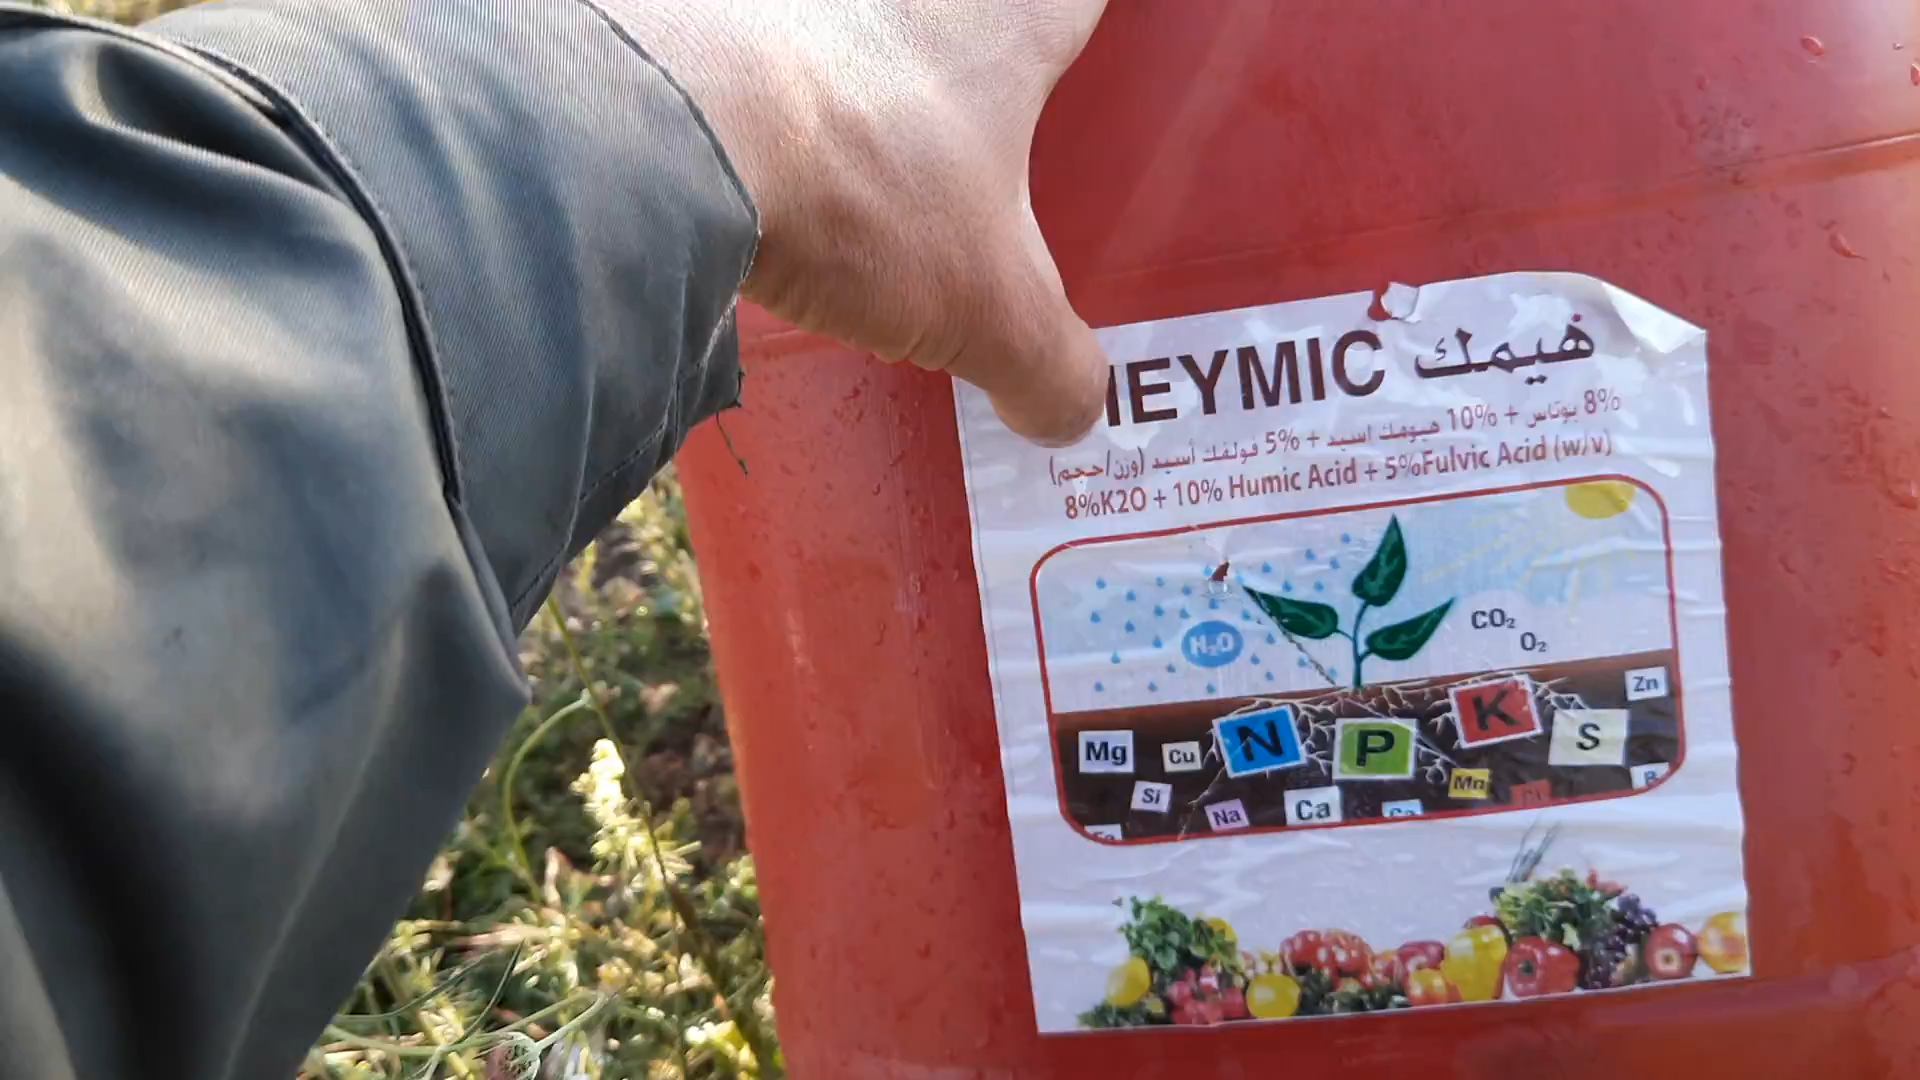 HEYMIC هيمك
8% بوتاس + 10% هيومك اسيد + 5% فولفك أسيد (وزن/حجم)
8%K2O + 10% Humic Acid + 5%Fulvic Acid (w/v)
H₂O
CO₂
O₂
Zn
Mg Cu N P K S
Si Na Ca Mn B